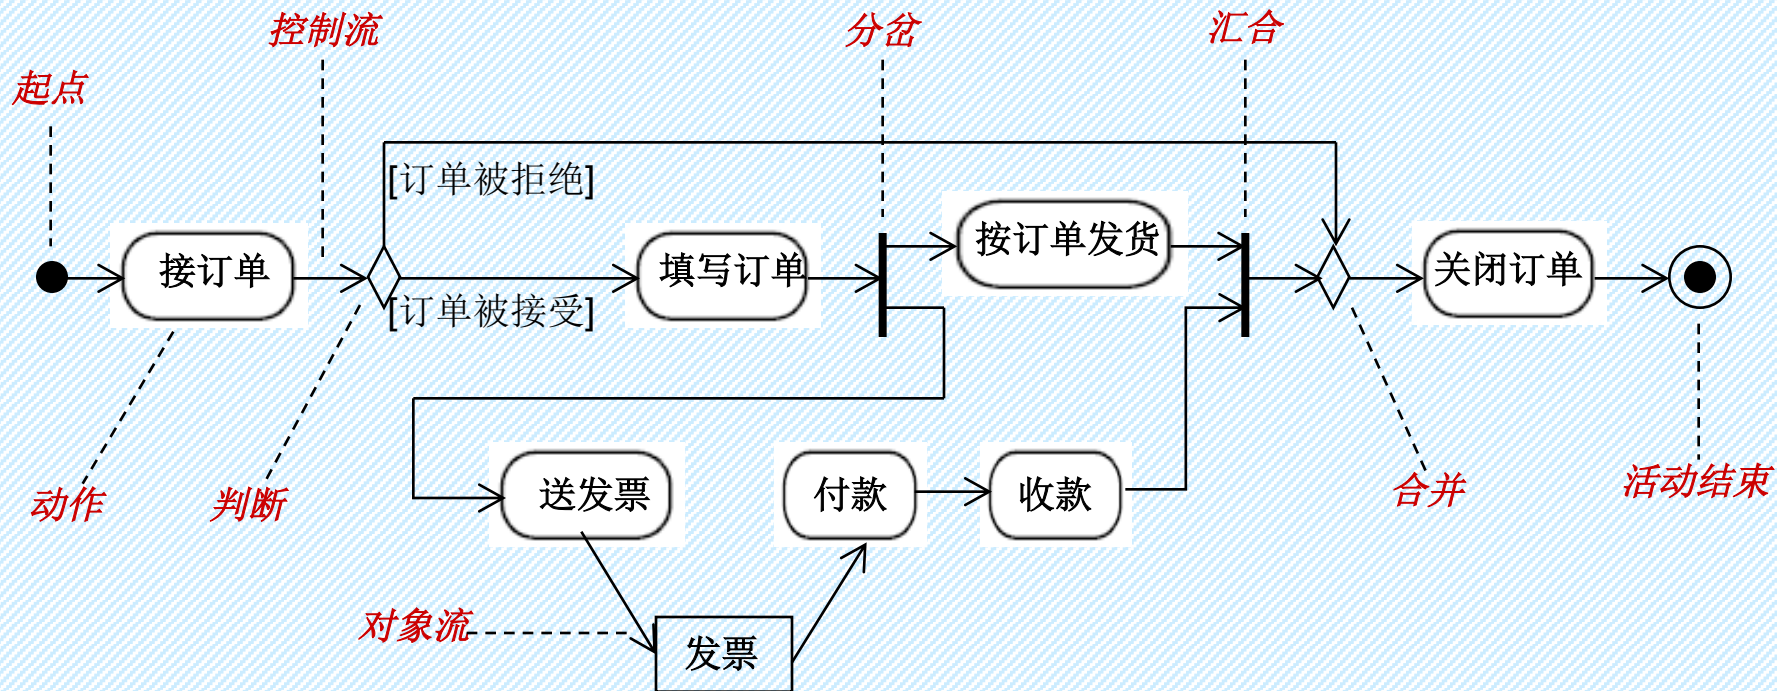 控制流
分岔
汇合
起点
[订单被拒绝]
接订单
填写订单
按订单发货
关闭订单
[订单被接受]
动作
判断
送发票
付款
收款
合并
活动结束
对象流
发票